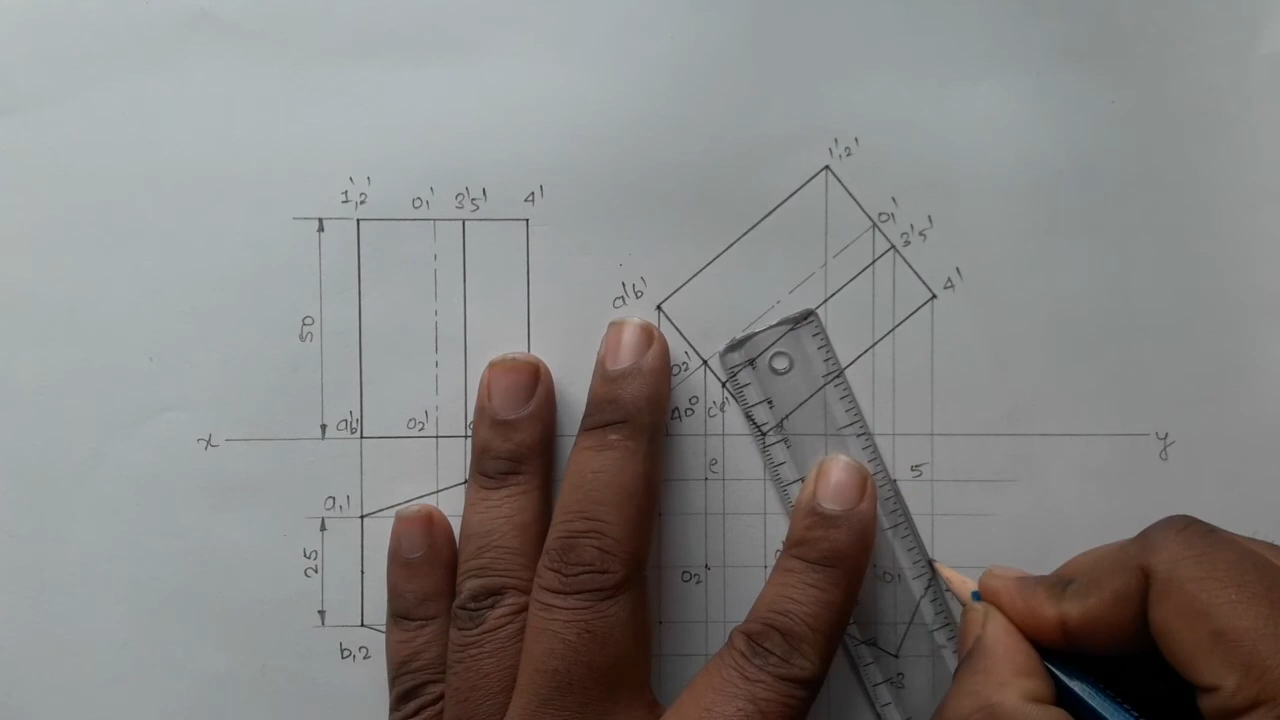 1',2'
1',2' o1' 3'5' 4'
o1'
3'5'
4'
a'b'
50
o2'
40° c'e'
a'b' o2'
x
y
e
5
a,1
25
o2
o1
b,2
3